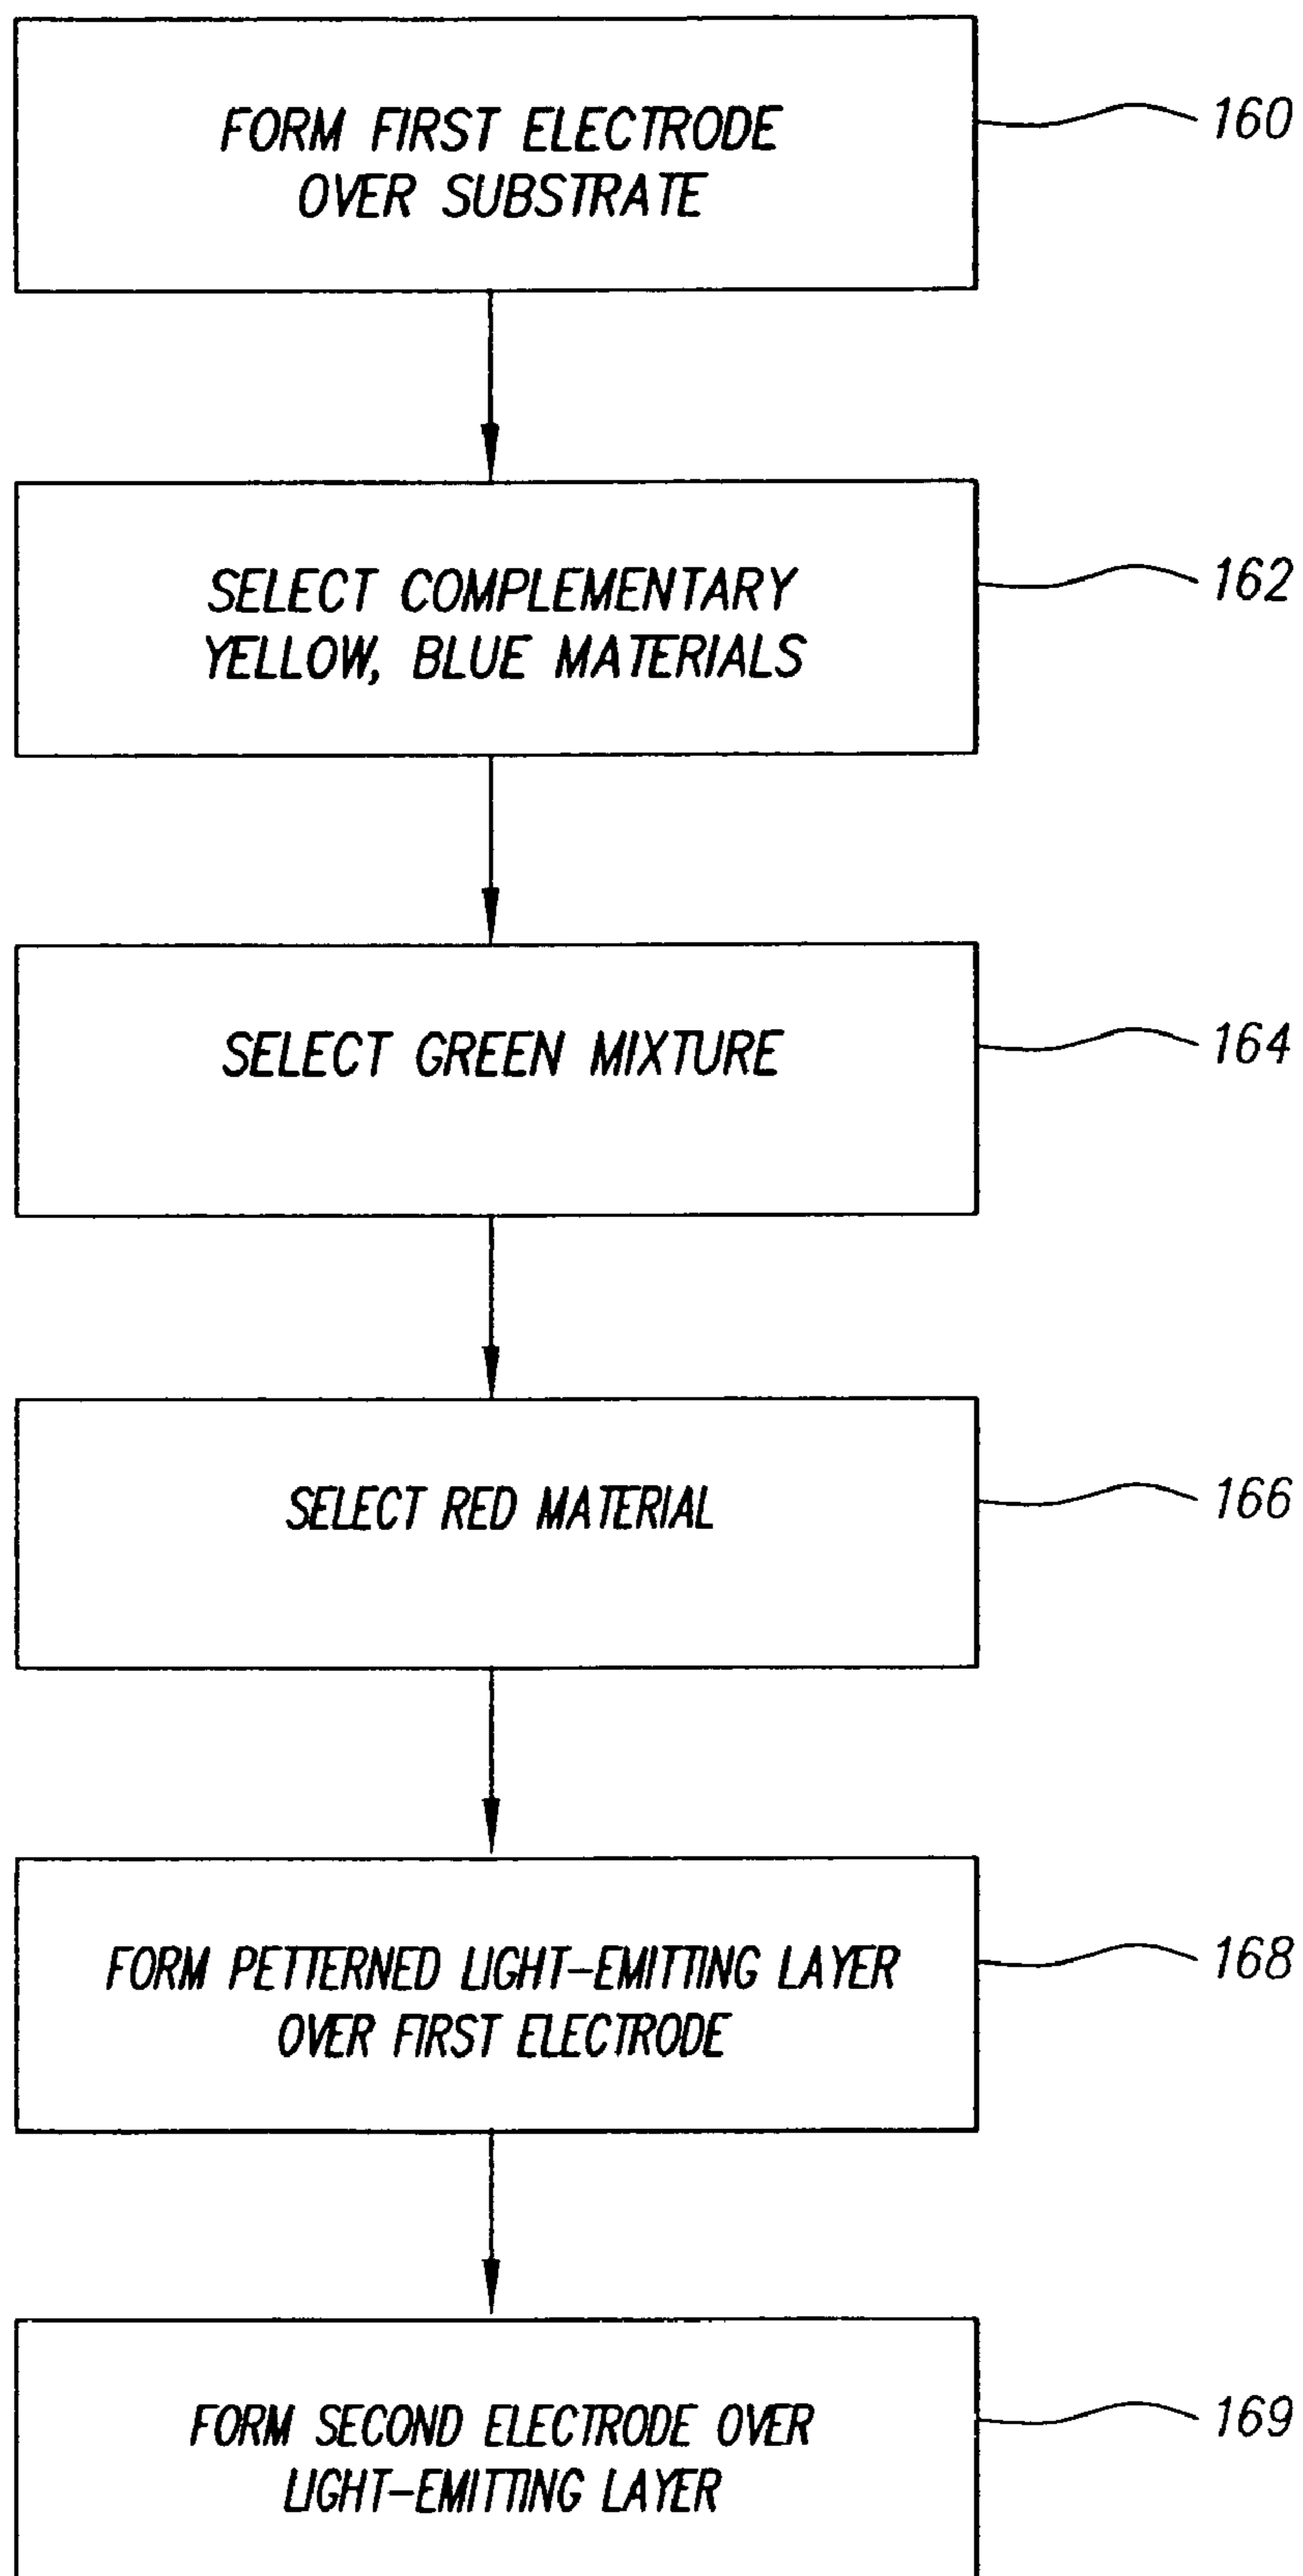 FORM FIRST ELECTRODE
OVER SUBSTRATE
160
SELECT COMPLEMENTARY
YELLOW, BLUE MATERIALS
162
SELECT GREEN MIXTURE
164
SELECT RED MATERIAL
166
FORM PETTERNED LIGHT-EMITTING LAYER
OVER FIRST ELECTRODE
168
FORM SECOND ELECTRODE OVER
LIGHT-EMITTING LAYER
169